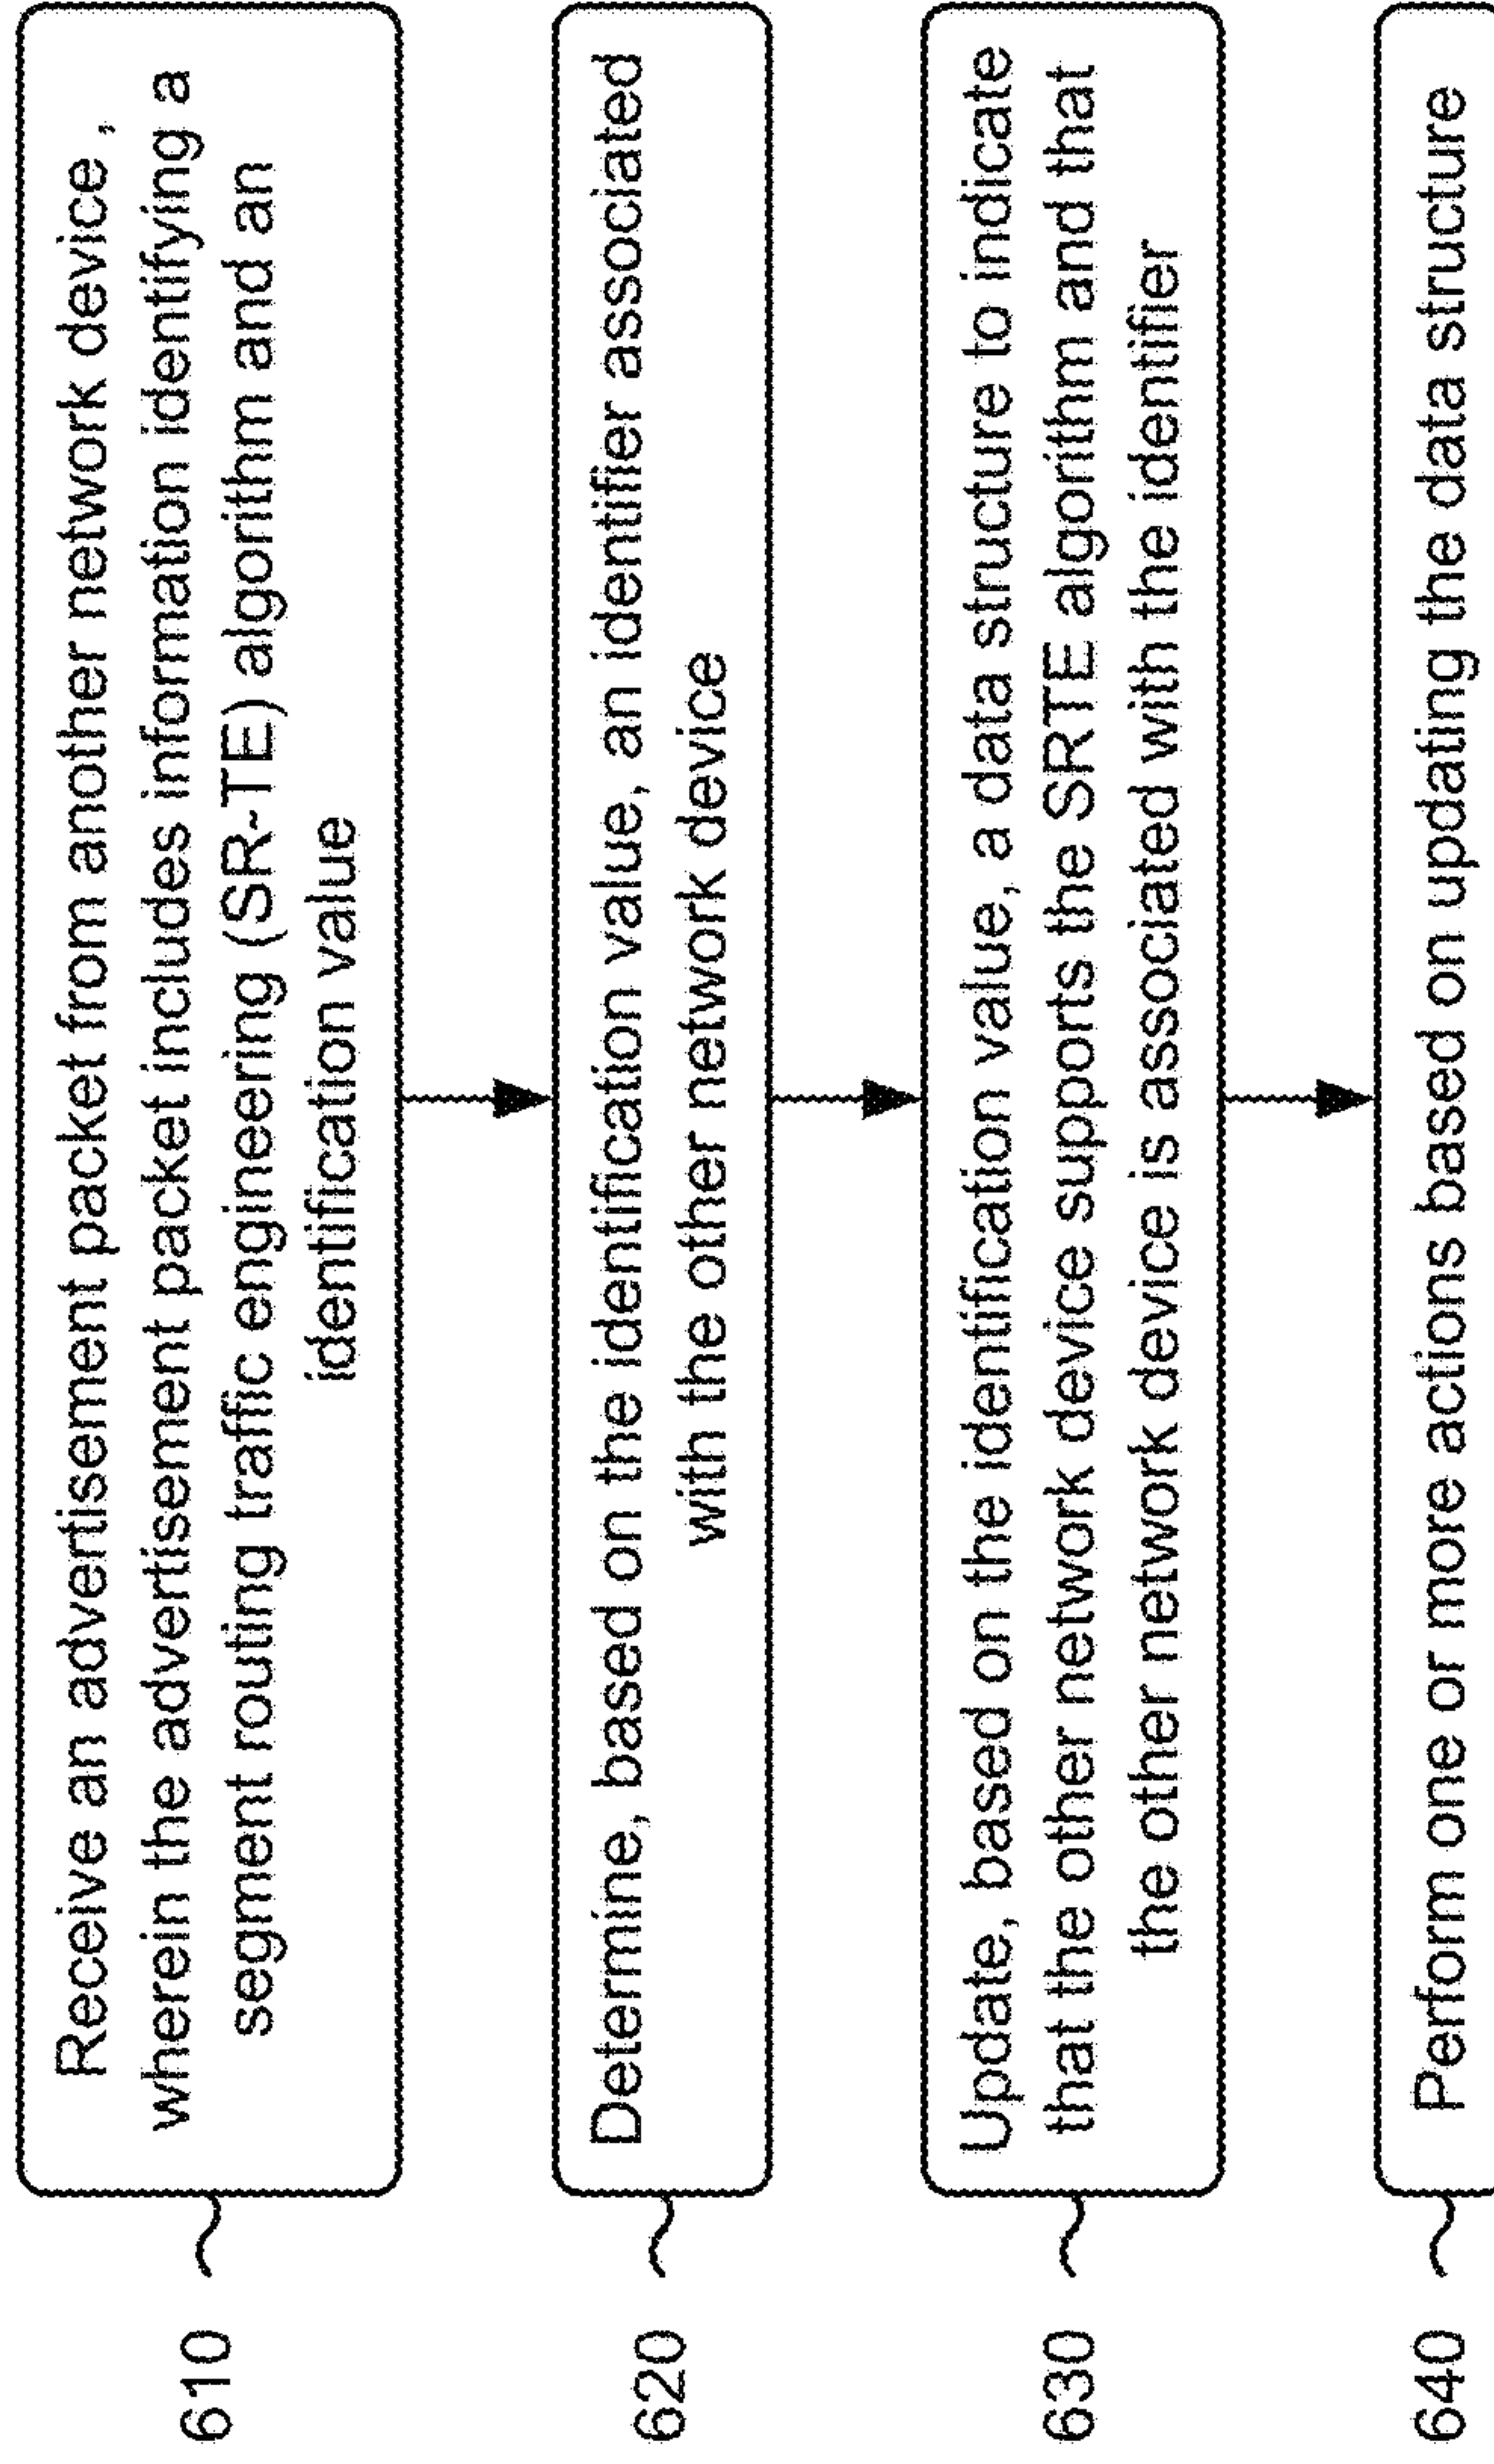 610
Receive an advertisement packet from another network device ,
wherein the advertisement packet includes information identifying a
segment routing traffic engineering (SR-TE) algorithm and an
identification value
620
Determine, based on the identification value, an identifier associated
with the other network device
630
Update, based on the identification value, a data structure to indicate
that the other network device supports the SRTE algorithm and that
the other network device is associated with the identifier
640
Perform one or more actions based on updating the data structure